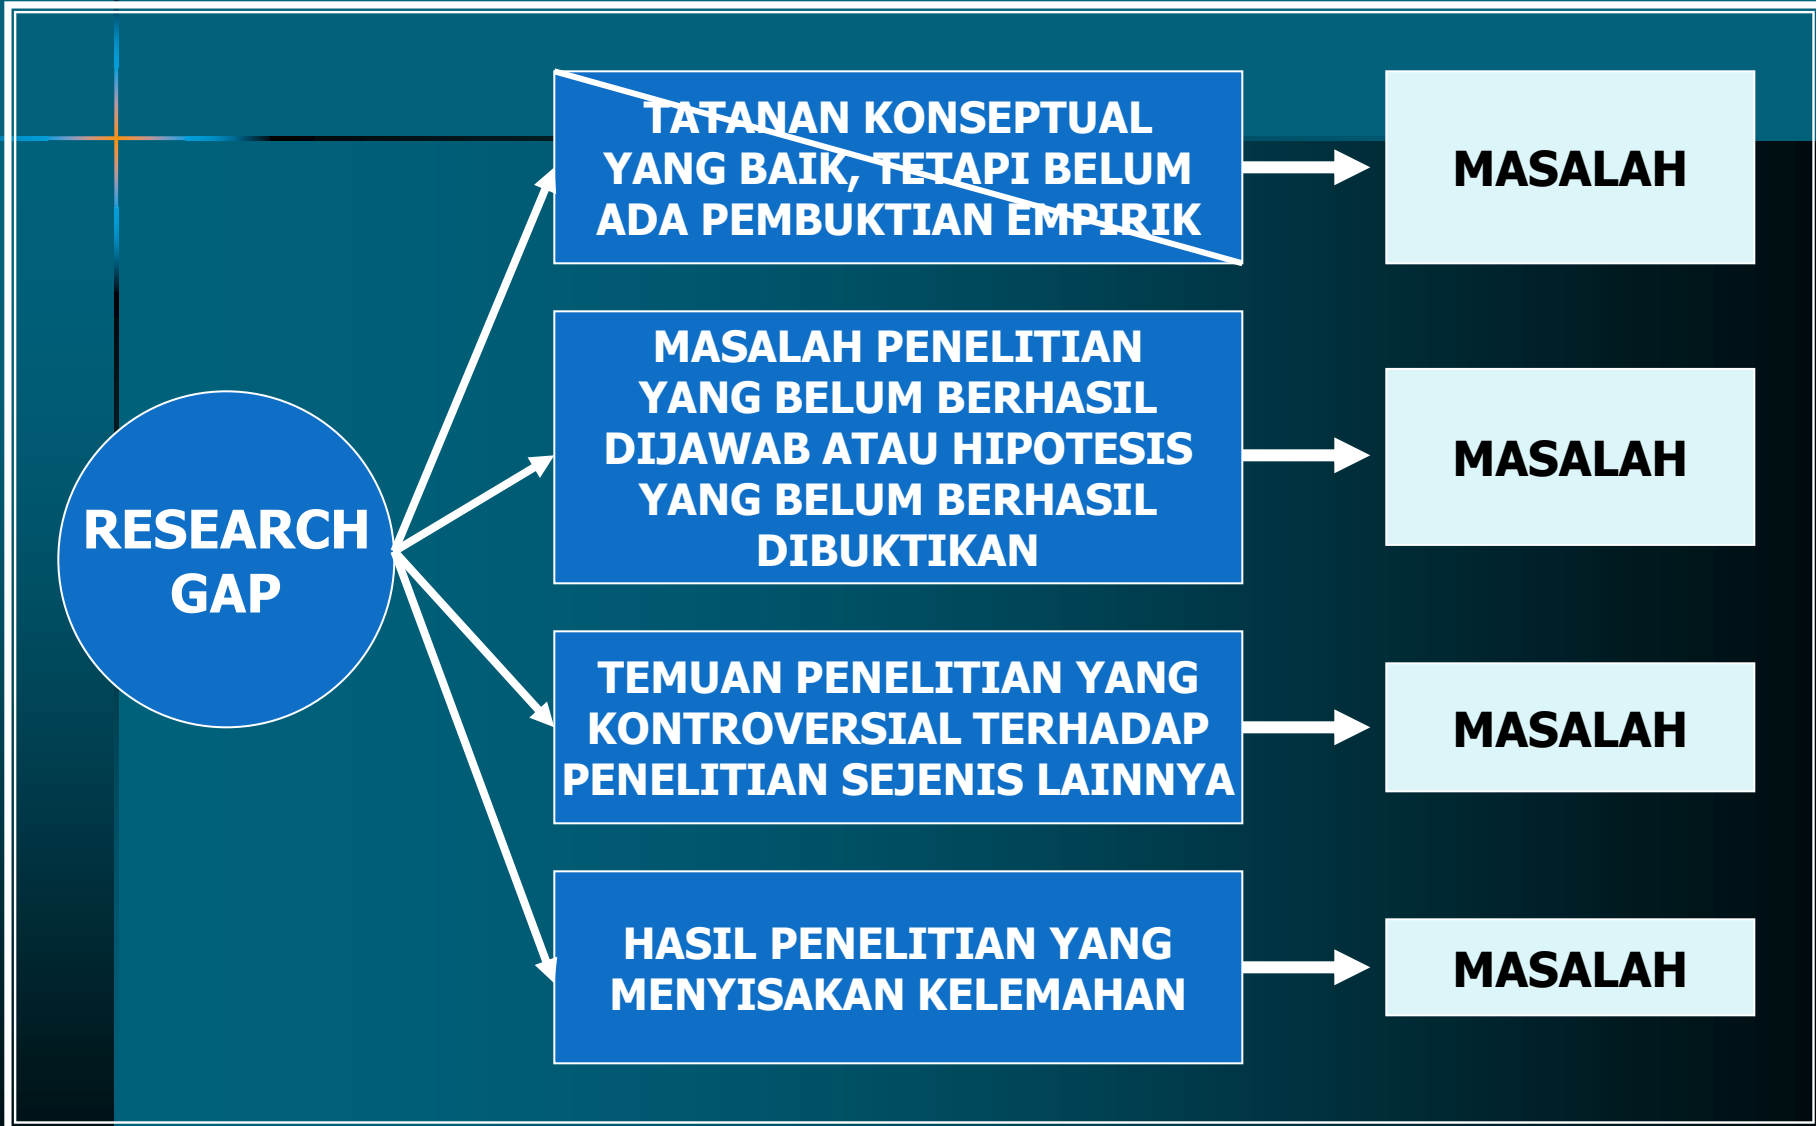 RESEARCH
GAP
TATANAN KONSEPTUAL
YANG BAIK, TETAPI BELUM
ADA PEMBUKTIAN EMPIRIK
MASALAH
MASALAH PENELITIAN
YANG BELUM BERHASIL
DIJAWAB ATAU HIPOTESIS
YANG BELUM BERHASIL
DIBUKTIKAN
MASALAH
TEMUAN PENELITIAN YANG
KONTROVERSIAL TERHADAP
PENELITIAN SEJENIS LAINNYA
MASALAH
HASIL PENELITIAN YANG
MENYISAKAN KELEMAHAN
MASALAH